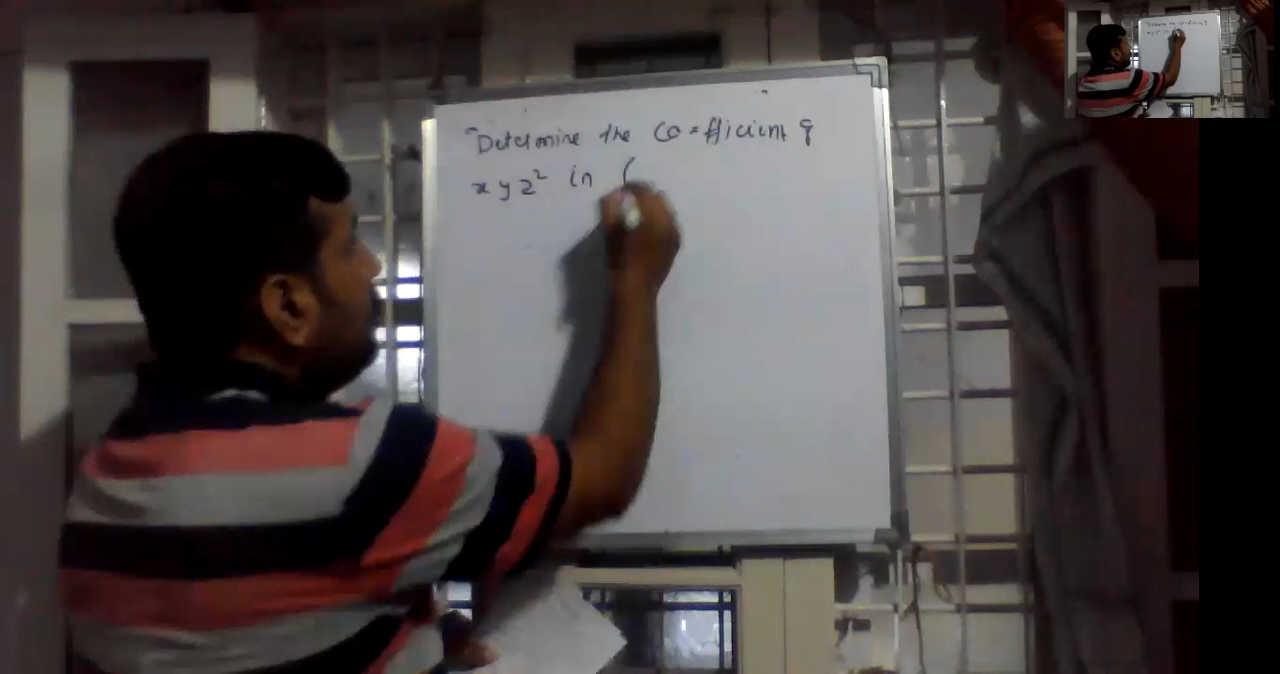 Determine the Co-efficient of
xyz² in (